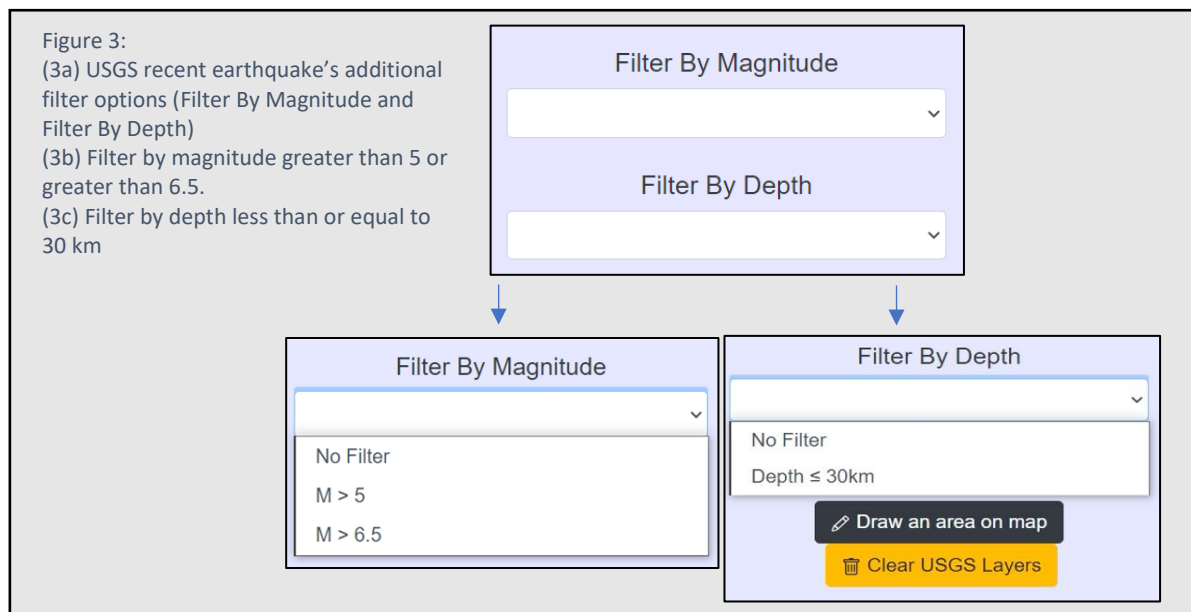 Figure 3:
(3a) USGS recent earthquake’s additional
filter options (Filter By Magnitude and
Filter By Depth)
(3b) Filter by magnitude greater than 5 or
greater than 6.5.
(3c) Filter by depth less than or equal to
30 km
Filter By Magnitude
Filter By Depth
Filter By Magnitude
No Filter
M > 5
M > 6.5
Filter By Depth
No Filter
Depth ≤ 30km
Draw an area on map
Clear USGS Layers